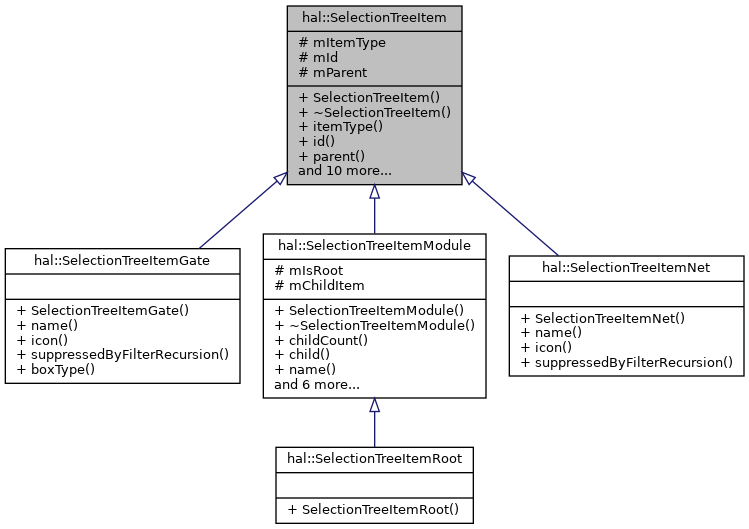 hal::SelectionTreeItem
# mItemType
# mId
# mParent
+ SelectionTreeItem()
+ ~SelectionTreeItem()
+ itemType()
+ id()
+ parent()
and 10 more...
hal::SelectionTreeItemGate
+ SelectionTreeItemGate()
+ name()
+ icon()
+ suppressedByFilterRecursion()
+ boxType()
hal::SelectionTreeItemModule
# mIsRoot
# mChildItem
+ SelectionTreeItemModule()
+ ~SelectionTreeItemModule()
+ childCount()
+ child()
+ name()
and 6 more...
hal::SelectionTreeItemNet
+ SelectionTreeItemNet()
+ name()
+ icon()
+ suppressedByFilterRecursion()
hal::SelectionTreeItemRoot
+ SelectionTreeItemRoot()